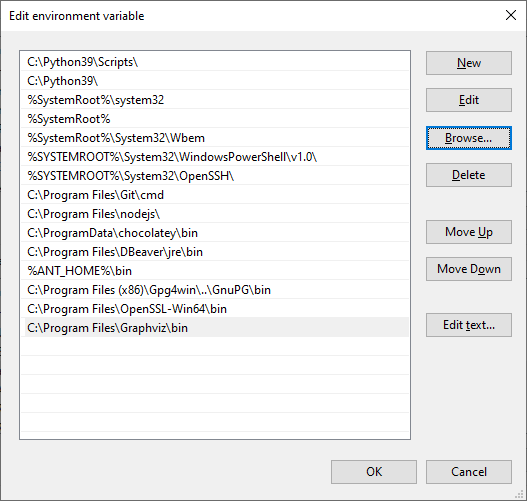 Edit environment variable
C:\Python39\Scripts\
C:\Python39\
%SystemRoot%\system32
%SystemRoot%
%SystemRoot%\System32\Wbem
%SYSTEMROOT%\System32\WindowsPowerShell\v1.0\
%SYSTEMROOT%\System32\OpenSSH\
C:\Program Files\Git\cmd
C:\Program Files\nodejs\
C:\ProgramData\chocolatey\bin
C:\Program Files\DBeaver\jre\bin
%ANT_HOME%\bin
C:\Program Files (x86)\Gpg4win\..\GnuPG\bin
C:\Program Files\OpenSSL-Win64\bin
C:\Program Files\Graphviz\bin
New
Edit
Browse...
Delete
Move Up
Move Down
Edit text...
OK
Cancel